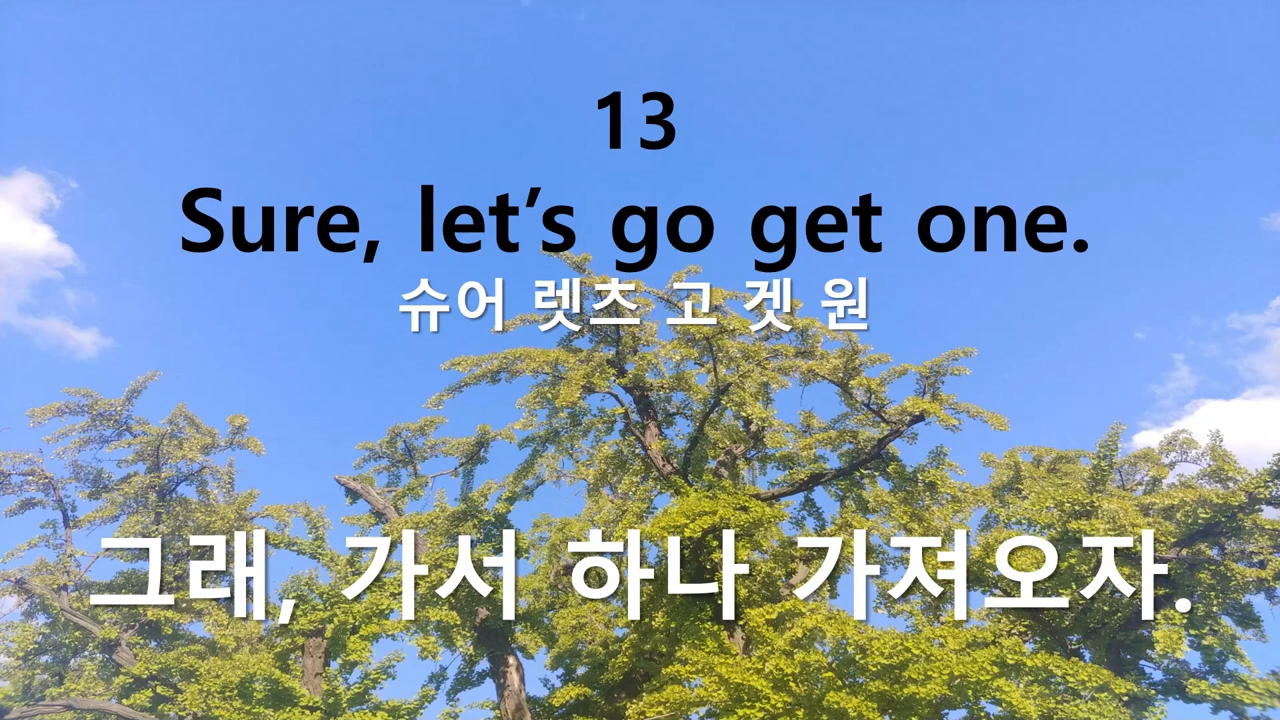 13
Sure, let’s go get one.
슈어 렛츠 고 겟 원
그래, 가서 하나 가져오자.